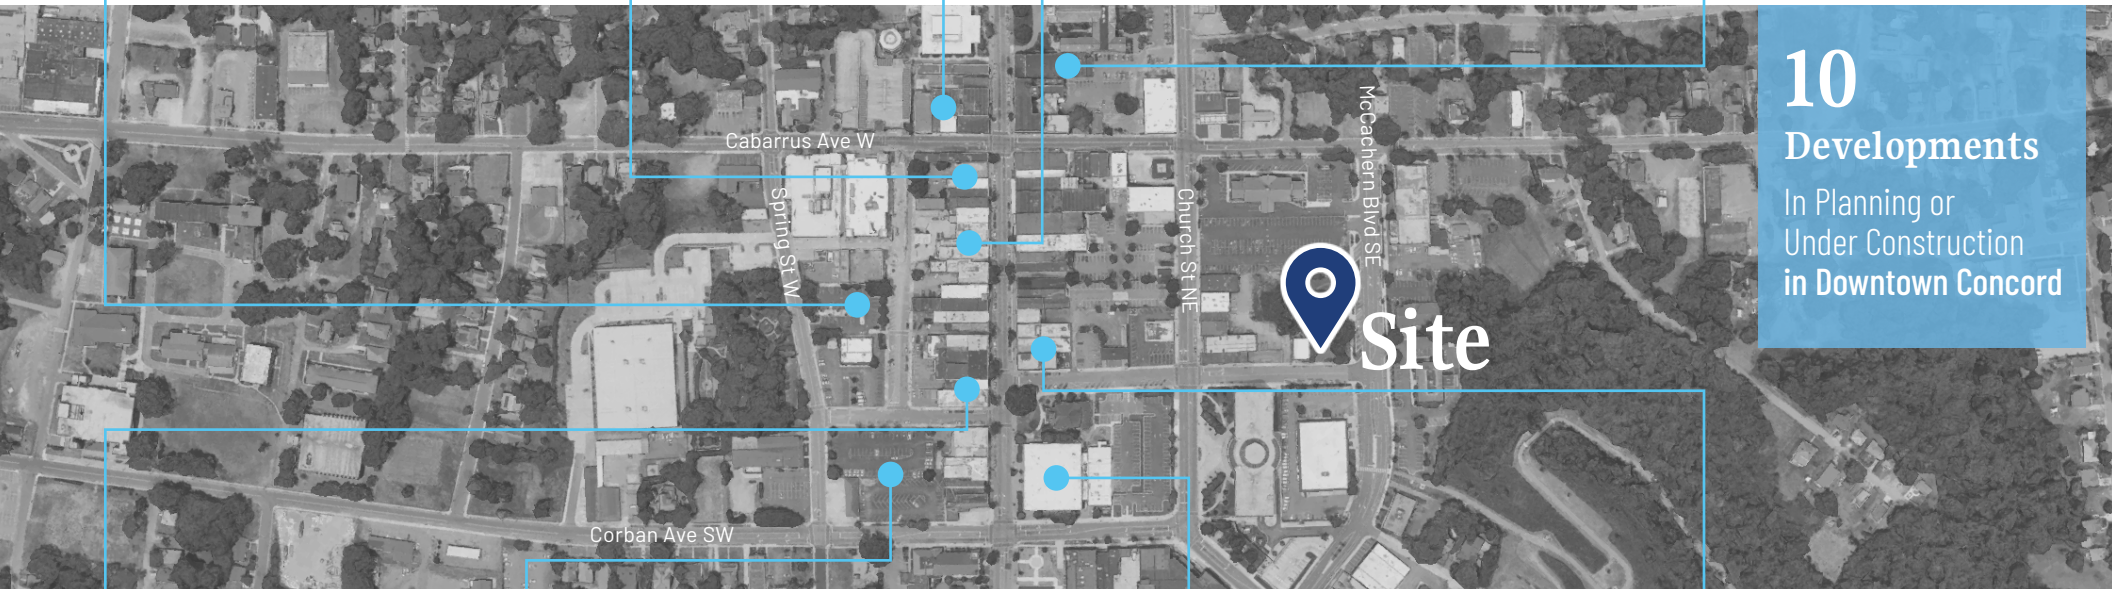 Cabarrus Ave W
Spring St W
Church St NE
McCachern Blvd SE
Site
Corban Ave SW
10
Developments
In Planning or
Under Construction
in Downtown Concord